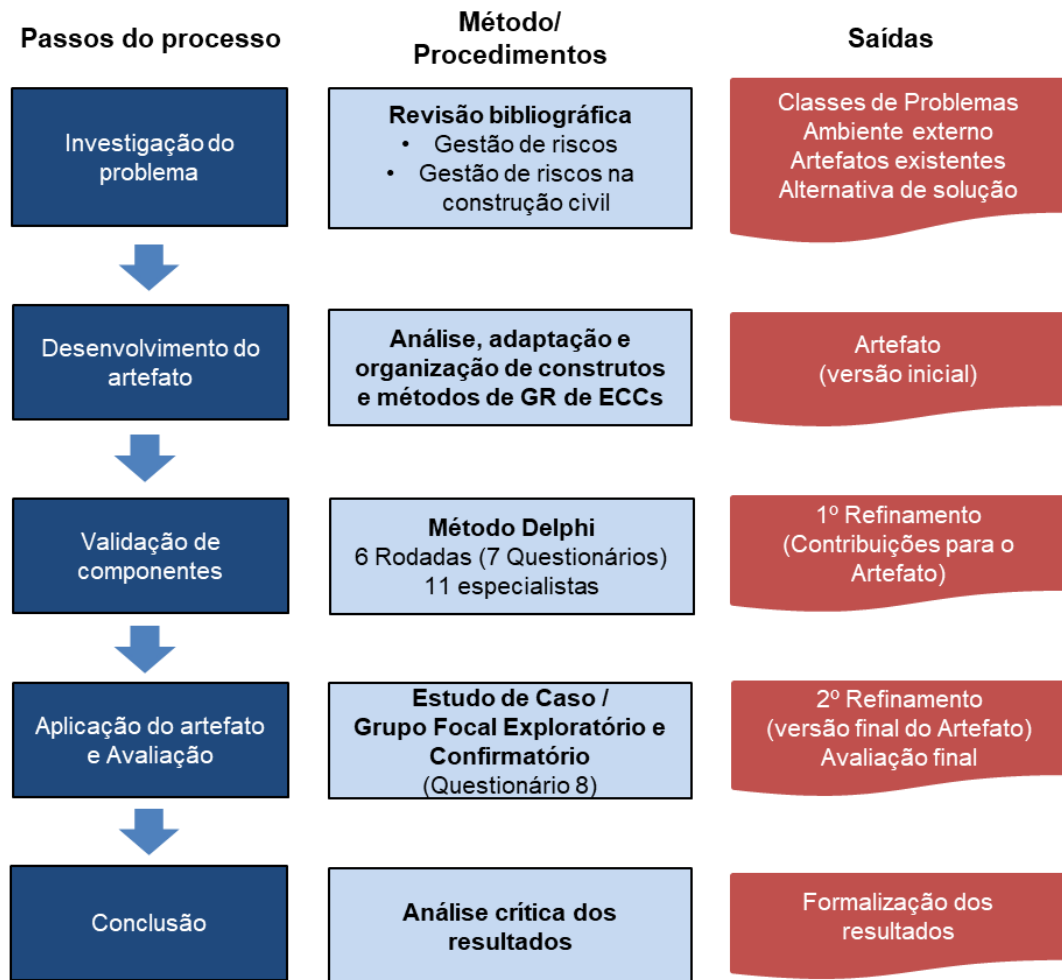 Passos do processo
Método/
Procedimentos
Saídas
Investigação do
problema
Revisão bibliográfica
• Gestão de riscos
• Gestão de riscos na
construção civil
Classes de Problemas
Ambiente externo
Artefatos existentes
Alternativa de solução
Desenvolvimento do
artefato
Análise, adaptação e
organização de construtos
e métodos de GR de ECCs
Artefato
(versão inicial)
Validação de
componentes
Método Delphi
6 Rodadas (7 Questionários)
11 especialistas
1º Refinamento
(Contribuições para o
Artefato)
Aplicação do artefato
e Avaliação
Estudo de Caso /
Grupo Focal Exploratório e
Confirmatório
(Questionário 8)
2º Refinamento
(versão final do Artefato)
Avaliação final
Conclusão
Análise crítica dos
resultados
Formalização dos
resultados